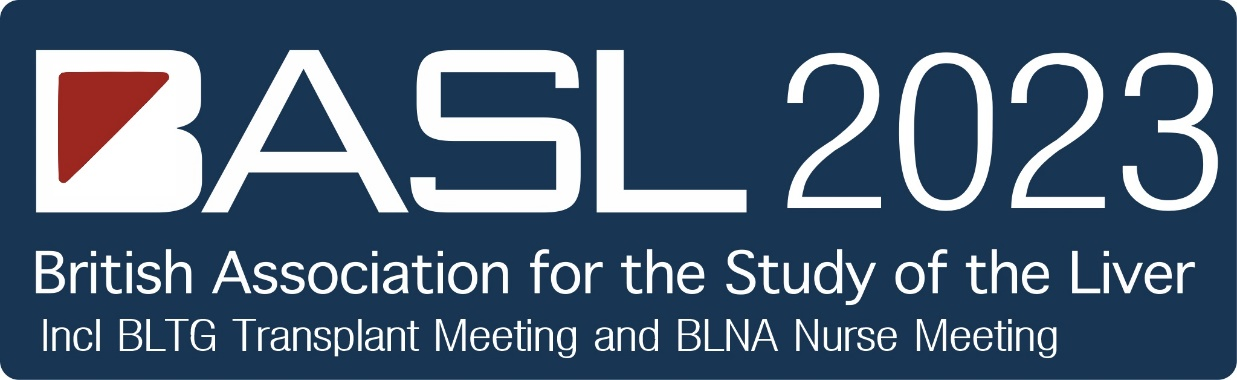 BASL 2023
British Association for the Study of the Liver
Incl BLTG Transplant Meeting and BLNA Nurse Meeting